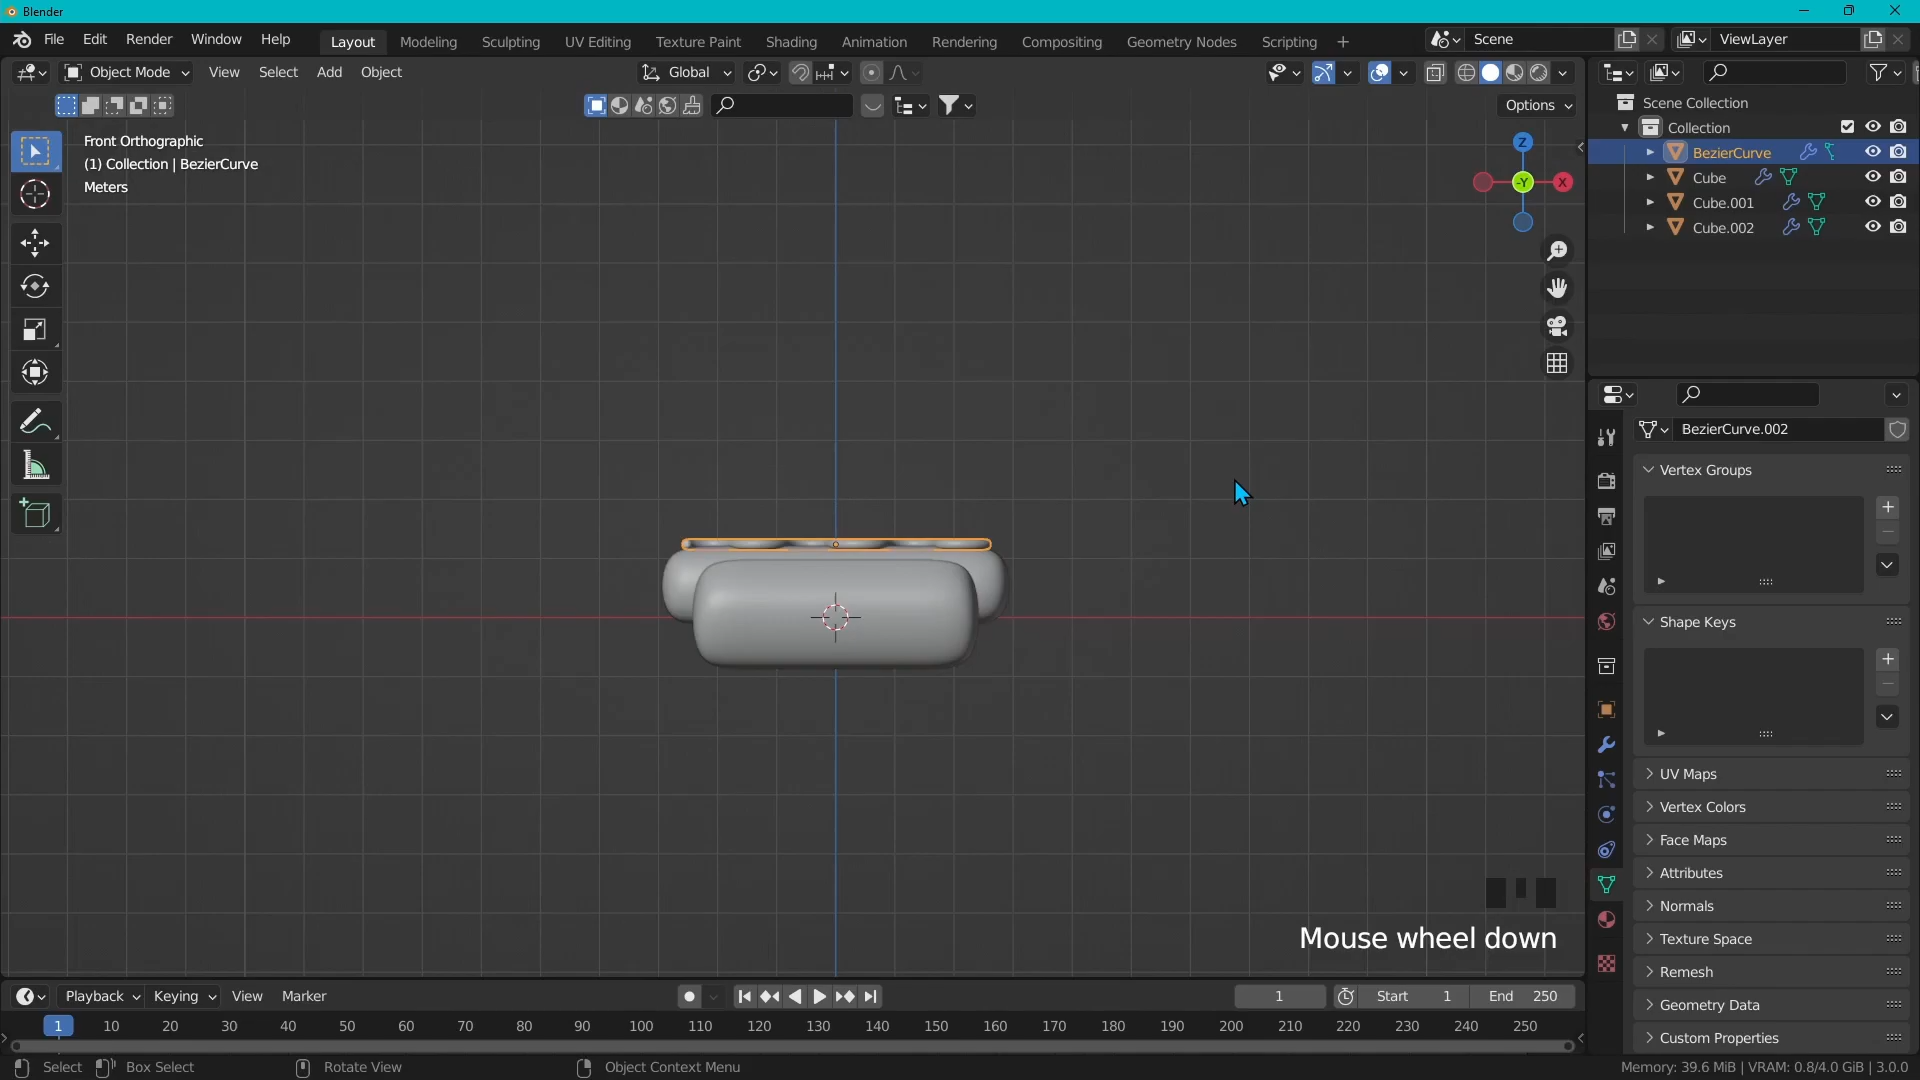 Blender
File Edit Render Window Help
Layout Modeling Sculpting UV Editing Texture Paint Shading Animation Rendering Compositing Geometry Nodes Scripting +
Scene
ViewLayer
Object Mode View Select Add Object
Global
Options
Front Orthographic
(1) Collection | BezierCurve
Meters
Z
-Y
X
Scene Collection
Collection
BezierCurve
Cube
Cube.001
Cube.002
BezierCurve.002
Vertex Groups
Shape Keys
UV Maps
Vertex Colors
Face Maps
Attributes
Normals
Texture Space
Remesh
Geometry Data
Custom Properties
Mouse wheel down
Playback Keying View Marker
1
Start 1
End 250
1 10 20 30 40 50 60 70 80 90 100 110 120 130 140 150 160 170 180 190 200 210 220 230 240 250
Select Box Select Rotate View Object Context Menu
Memory: 39.6 MiB | VRAM: 0.8/4.0 GiB | 3.0.0